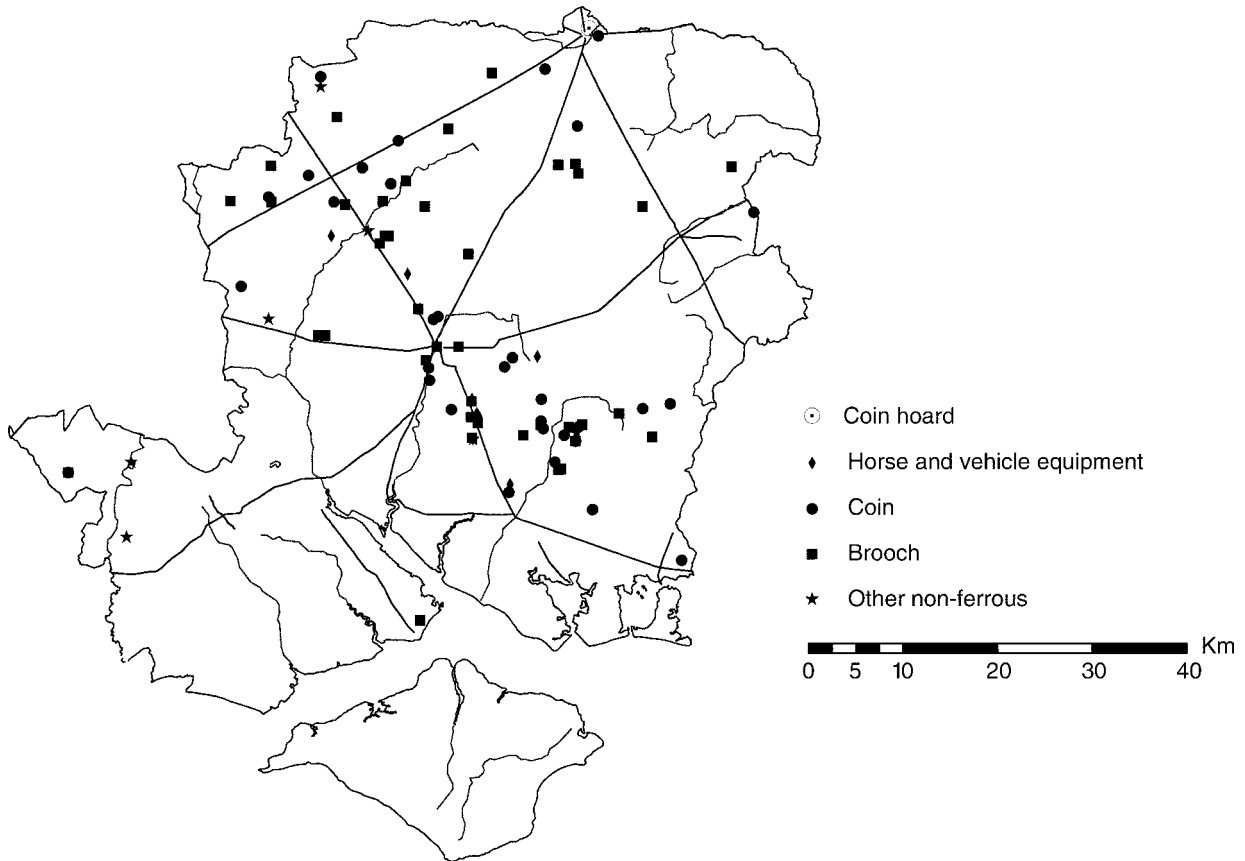 Coin hoard
Horse and vehicle equipment
Coin
Brooch
Other non-ferrous
Km
0 5 10 20 30 40